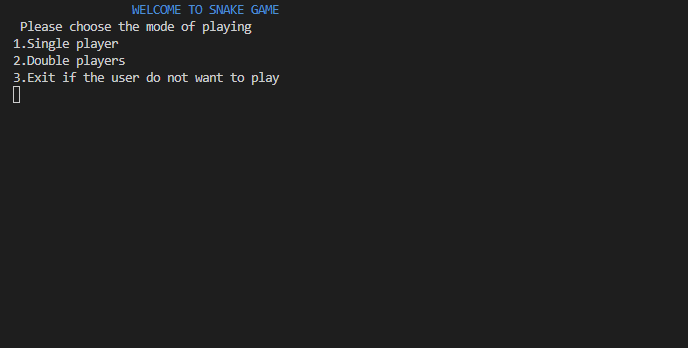 WELCOME TO SNAKE GAME
Please choose the mode of playing
1.Single player
2.Double players
3.Exit if the user do not want to play